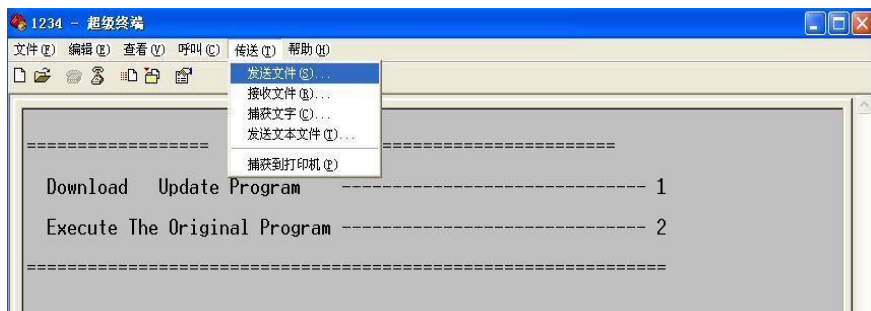 1234 - 超级终端
文件(F) 编辑(E) 查看(V) 呼叫(C) 传送(T) 帮助(H)
发送文件(S)...
接收文件(R)...
捕获文字(C)...
发送文本文件(T)...
捕获到打印机(P)
================== =======================
Download Update Program ------------------------------ 1
Execute The Original Program ------------------------------ 2
===============================================================